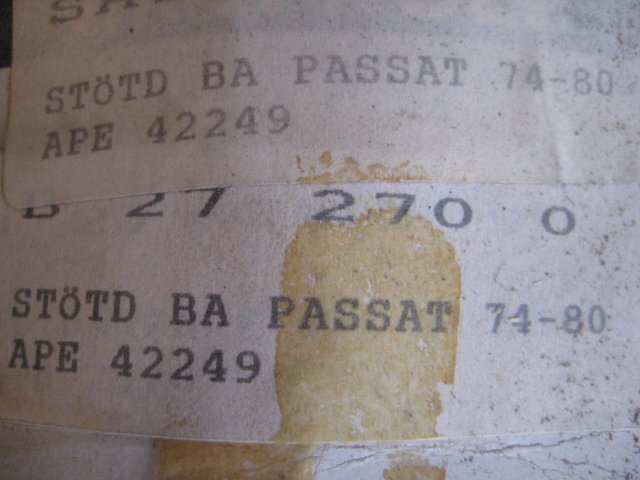 STÖTD BA PASSAT 74-80
APE 42249
B 27 270 0
STÖTD BA PASSAT 74-80
APE 42249